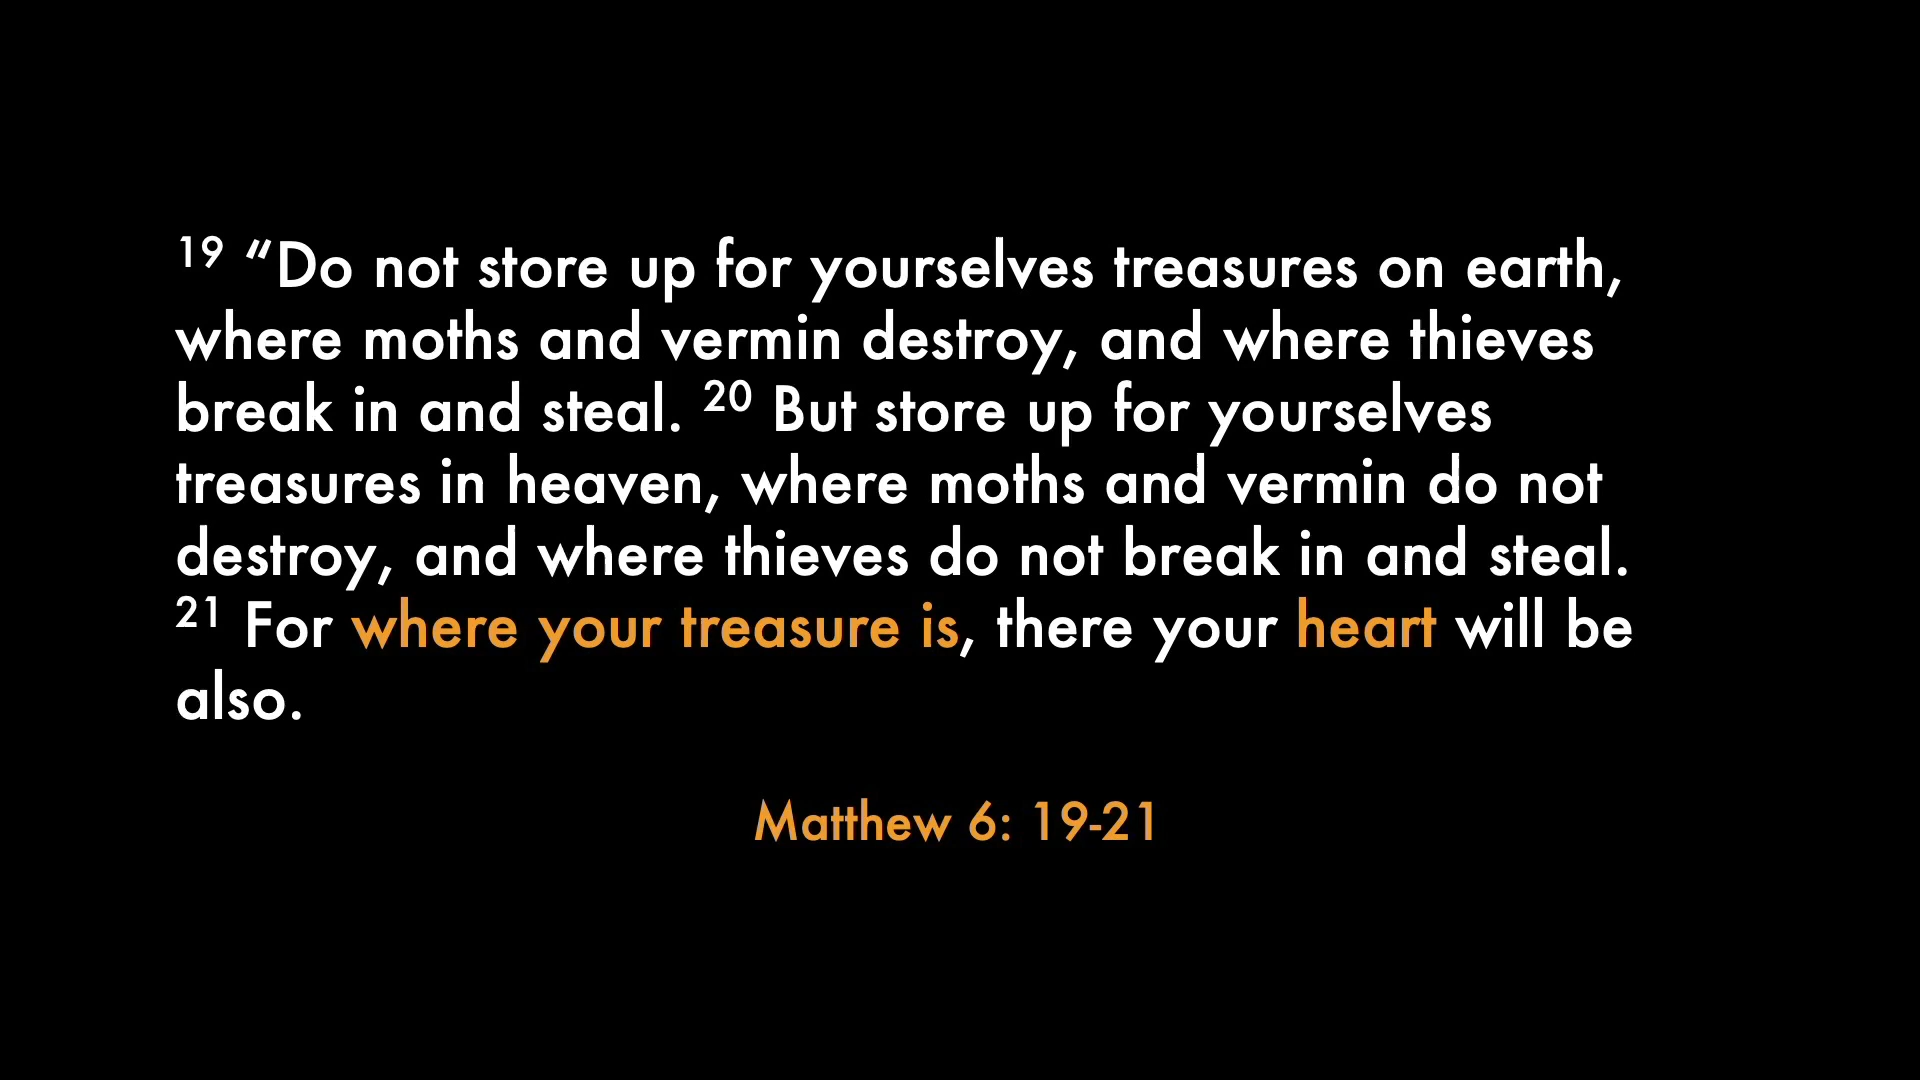 19 “Do not store up for yourselves treasures on earth,
where moths and vermin destroy, and where thieves
break in and steal. 20 But store up for yourselves
treasures in heaven, where moths and vermin do not
destroy, and where thieves do not break in and steal.
21 For where your treasure is, there your heart will be
also.
Matthew 6: 19-21